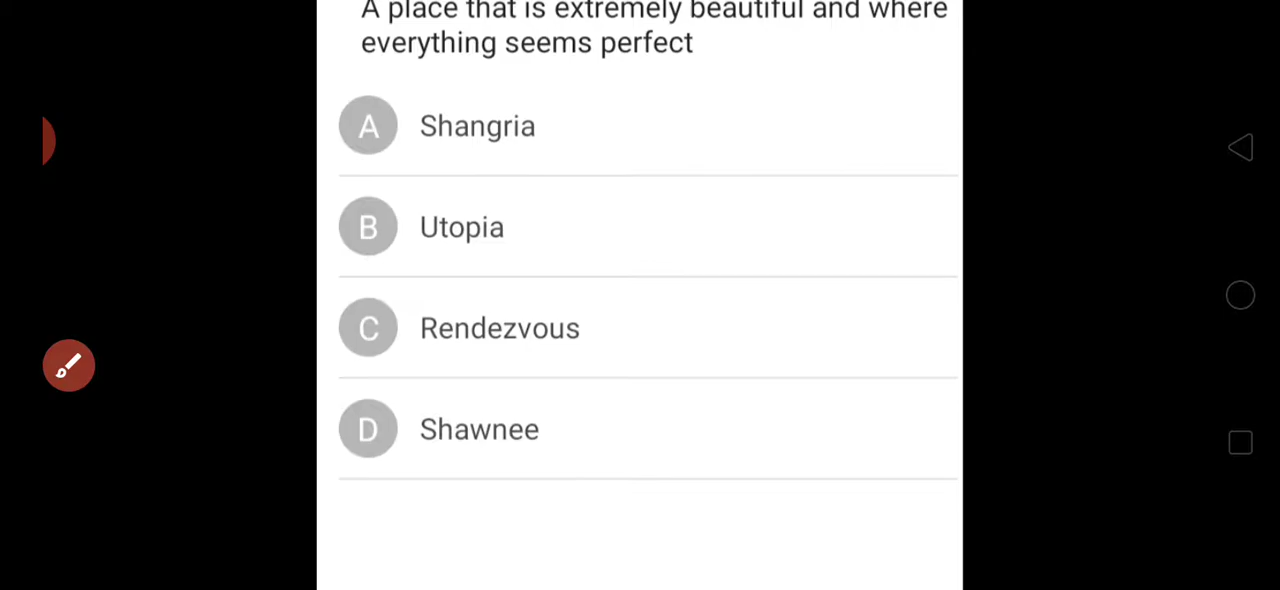 A place that is extremely beautiful and where
everything seems perfect
A Shangria
B Utopia
C Rendezvous
D Shawnee